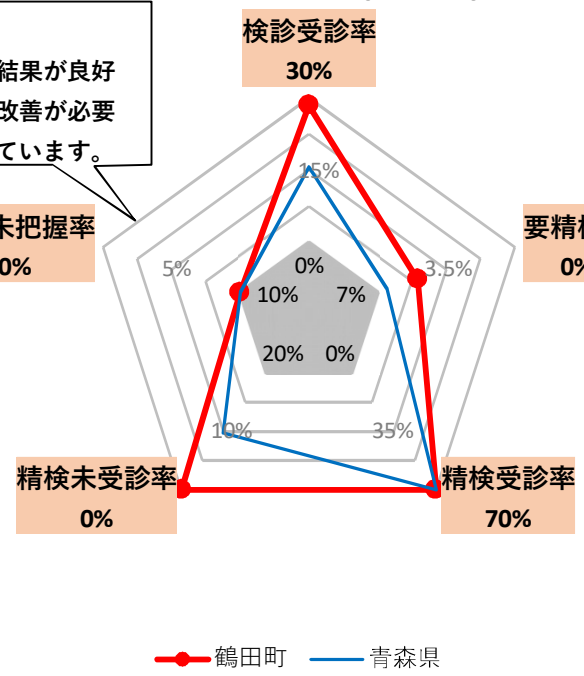 検診受診率
30%
結果が良好
改善が必要
ています。
15%
未把握率
0%
要精検
0%
5%
3.5%
0%
10%
7%
20%
0%
10%
35%
精検未受診率
0%
精検受診率
70%
鶴田町
青森県